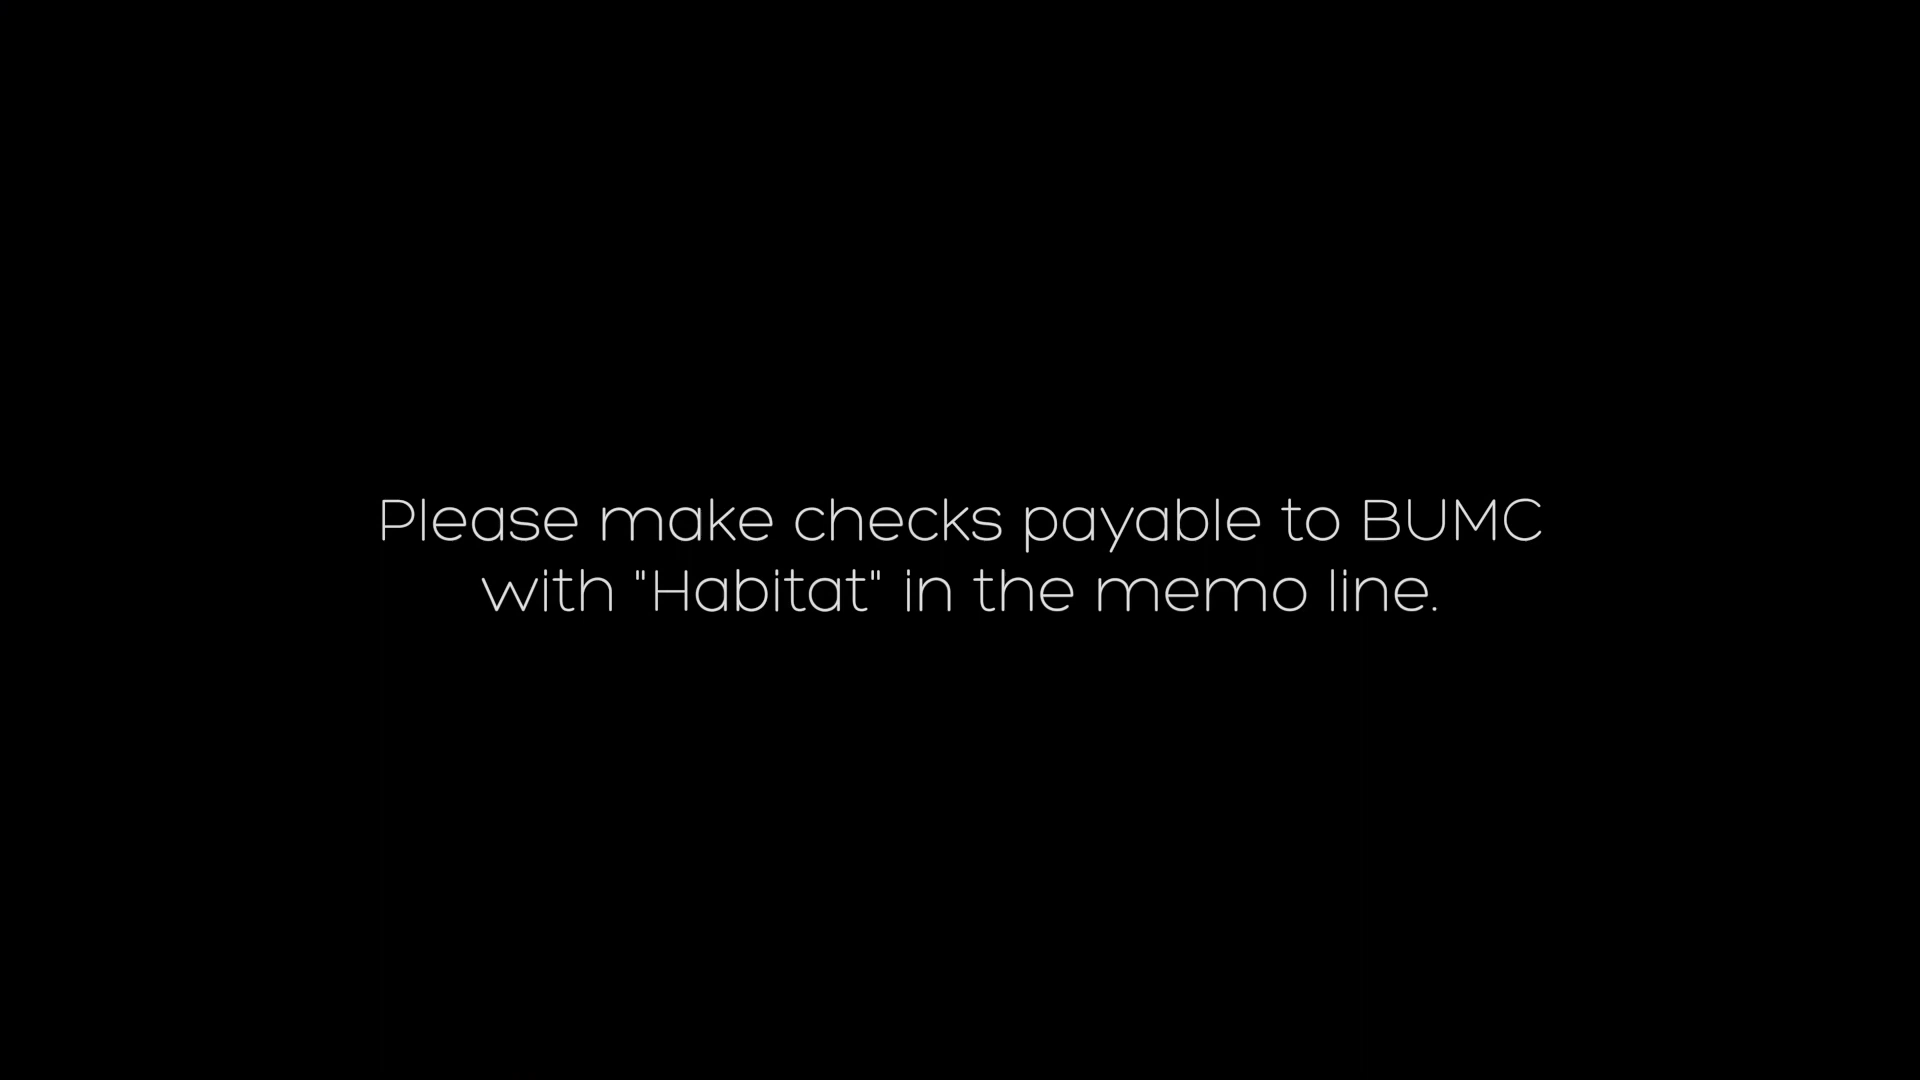 Please make checks payable to BUMC
with "Habitat" in the memo line.